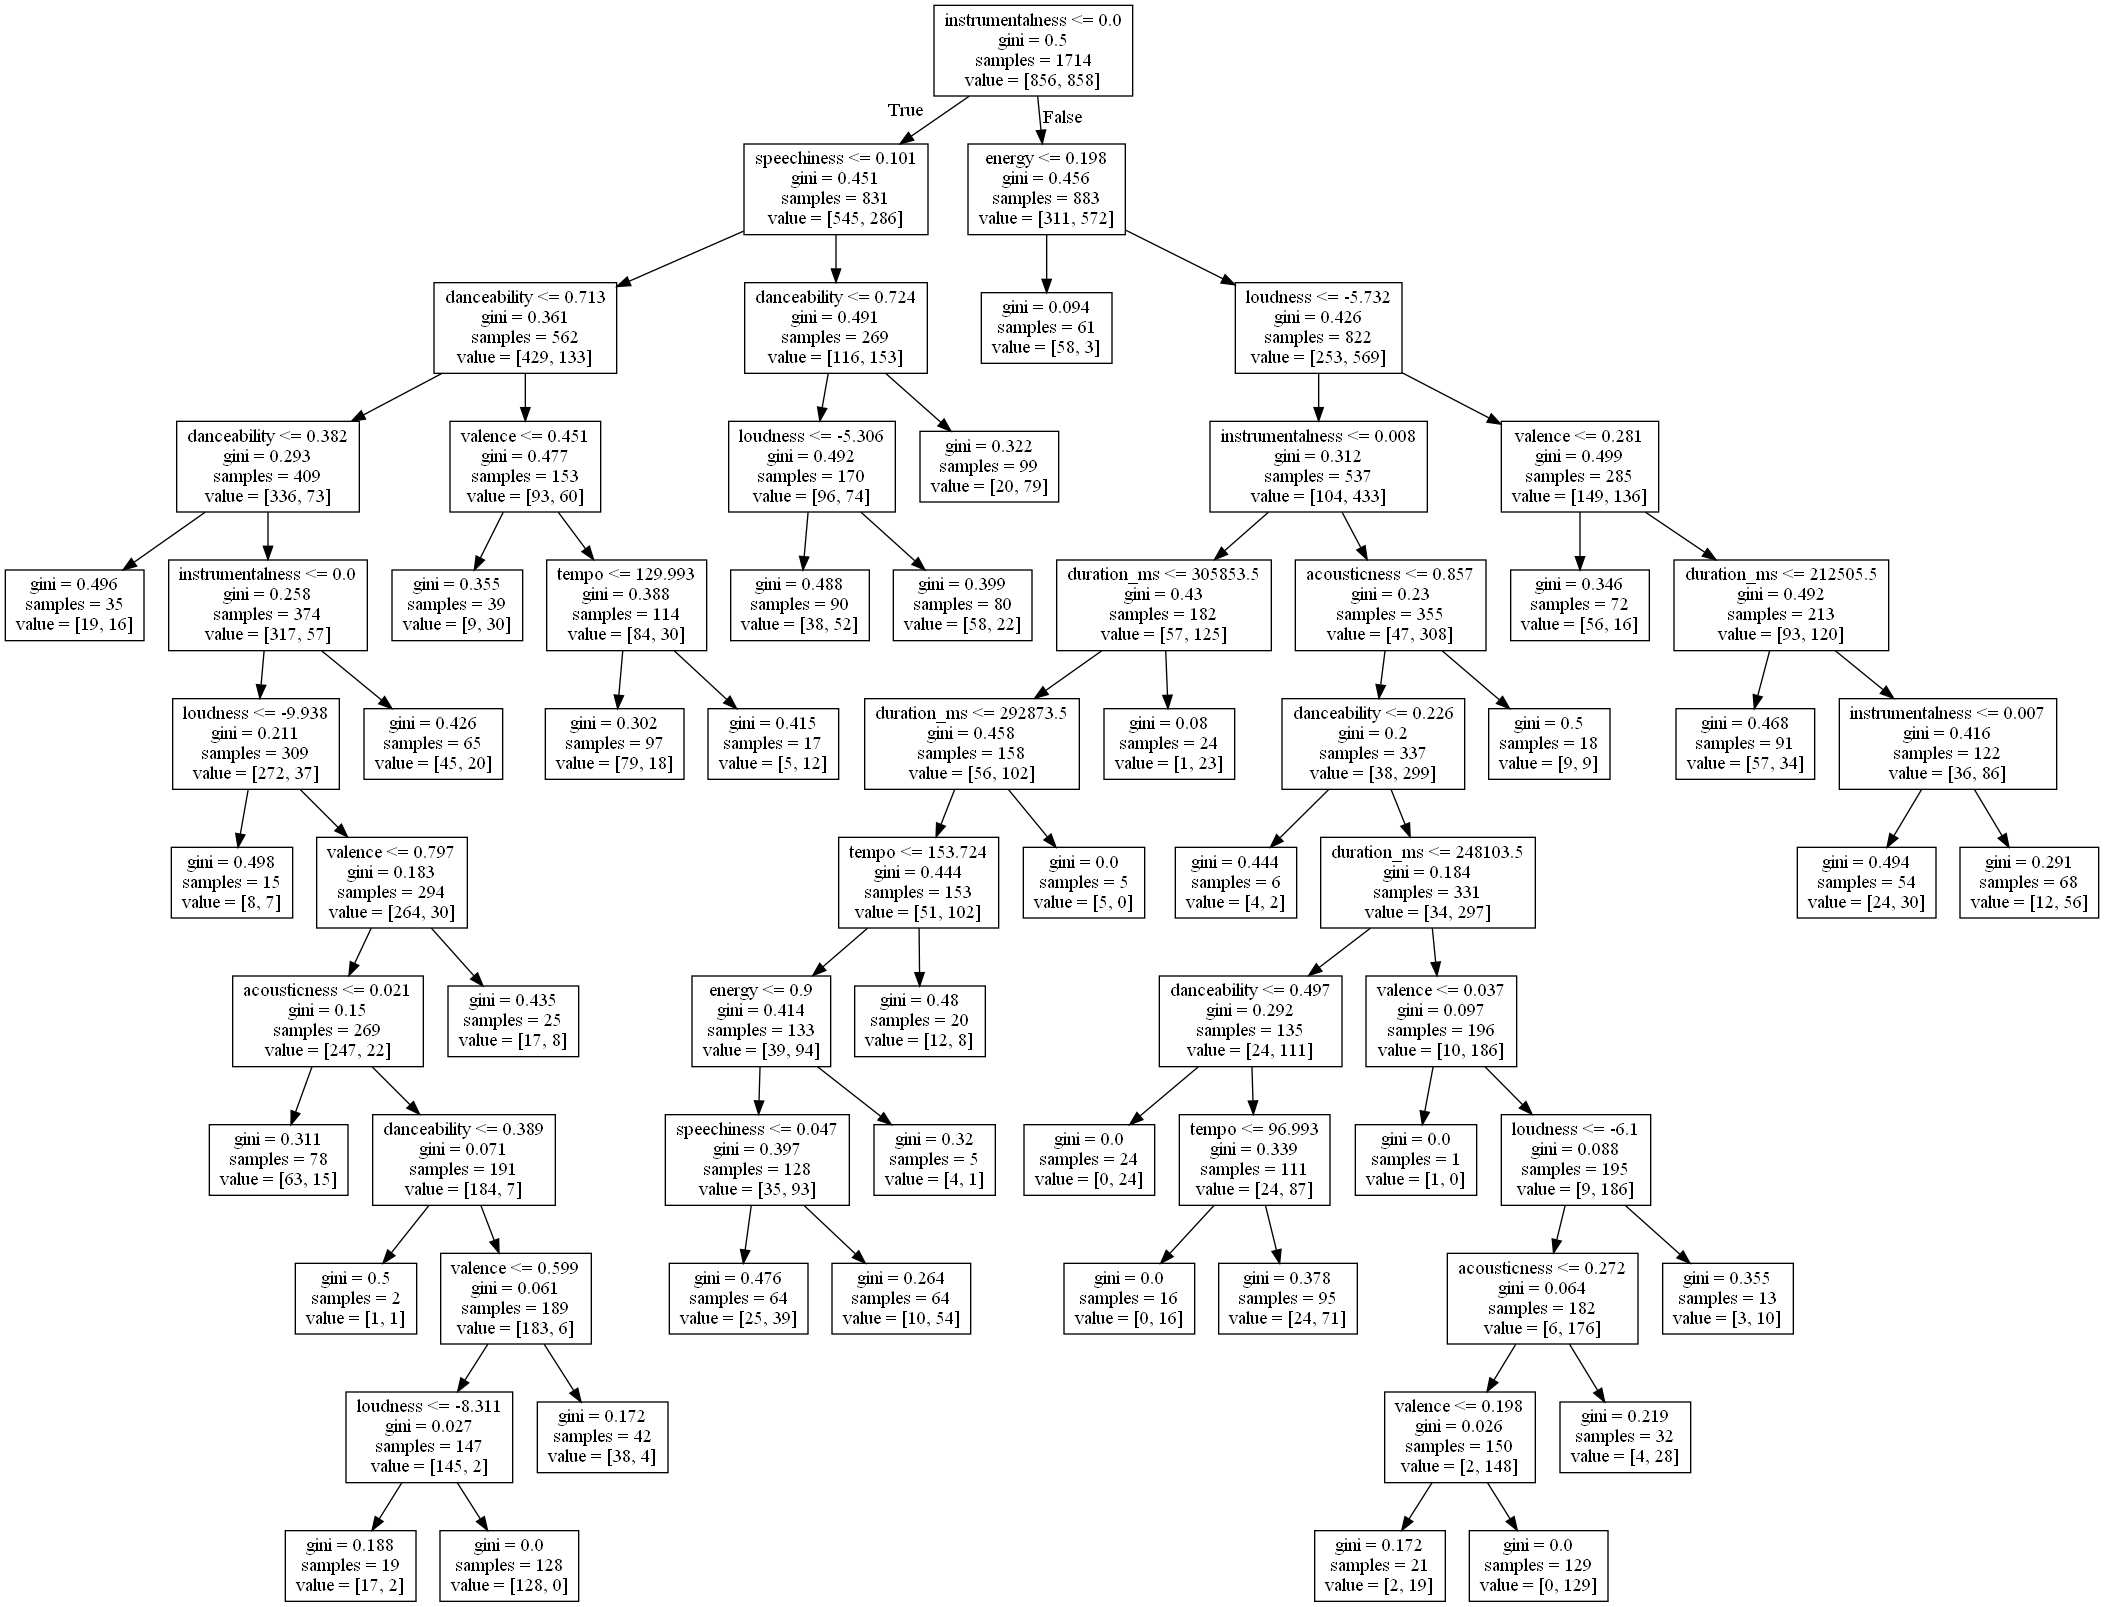 instrumentalness <= 0.0
gini = 0.5
samples = 1714
value = [856, 858]
True
False
speechiness <= 0.101
gini = 0.451
samples = 831
value = [545, 286]
energy <= 0.198
gini = 0.456
samples = 883
value = [311, 572]
danceability <= 0.713
gini = 0.361
samples = 562
value = [429, 133]
danceability <= 0.724
gini = 0.491
samples = 269
value = [116, 153]
gini = 0.094
samples = 61
value = [58, 3]
loudness <= -5.732
gini = 0.426
samples = 822
value = [253, 569]
danceability <= 0.382
gini = 0.293
samples = 409
value = [336, 73]
valence <= 0.451
gini = 0.477
samples = 153
value = [93, 60]
loudness <= -5.306
gini = 0.492
samples = 170
value = [96, 74]
gini = 0.322
samples = 99
value = [20, 79]
instrumentalness <= 0.008
gini = 0.312
samples = 537
value = [104, 433]
valence <= 0.281
gini = 0.499
samples = 285
value = [149, 136]
gini = 0.496
samples = 35
value = [19, 16]
instrumentalness <= 0.0
gini = 0.258
samples = 374
value = [317, 57]
gini = 0.355
samples = 39
value = [9, 30]
tempo <= 129.993
gini = 0.388
samples = 114
value = [84, 30]
gini = 0.488
samples = 90
value = [38, 52]
gini = 0.399
samples = 80
value = [58, 22]
duration_ms <= 305853.5
gini = 0.43
samples = 182
value = [57, 125]
acousticness <= 0.857
gini = 0.23
samples = 355
value = [47, 308]
gini = 0.346
samples = 72
value = [56, 16]
duration_ms <= 212505.5
gini = 0.492
samples = 213
value = [93, 120]
loudness <= -9.938
gini = 0.211
samples = 309
value = [272, 37]
gini = 0.426
samples = 65
value = [45, 20]
gini = 0.302
samples = 97
value = [79, 18]
gini = 0.415
samples = 17
value = [5, 12]
duration_ms <= 292873.5
gini = 0.458
samples = 158
value = [56, 102]
gini = 0.08
samples = 24
value = [1, 23]
danceability <= 0.226
gini = 0.2
samples = 337
value = [38, 299]
gini = 0.5
samples = 18
value = [9, 9]
gini = 0.468
samples = 91
value = [57, 34]
instrumentalness <= 0.007
gini = 0.416
samples = 122
value = [36, 86]
gini = 0.498
samples = 15
value = [8, 7]
valence <= 0.797
gini = 0.183
samples = 294
value = [264, 30]
tempo <= 153.724
gini = 0.444
samples = 153
value = [51, 102]
gini = 0.0
samples = 5
value = [5, 0]
gini = 0.444
samples = 6
value = [4, 2]
duration_ms <= 248103.5
gini = 0.184
samples = 331
value = [34, 297]
gini = 0.494
samples = 54
value = [24, 30]
gini = 0.291
samples = 68
value = [12, 56]
acousticness <= 0.021
gini = 0.15
samples = 269
value = [247, 22]
gini = 0.435
samples = 25
value = [17, 8]
energy <= 0.9
gini = 0.414
samples = 133
value = [39, 94]
gini = 0.48
samples = 20
value = [12, 8]
danceability <= 0.497
gini = 0.292
samples = 135
value = [24, 111]
valence <= 0.037
gini = 0.097
samples = 196
value = [10, 186]
gini = 0.311
samples = 78
value = [63, 15]
danceability <= 0.389
gini = 0.071
samples = 191
value = [184, 7]
speechiness <= 0.047
gini = 0.397
samples = 128
value = [35, 93]
gini = 0.32
samples = 5
value = [4, 1]
gini = 0.0
samples = 24
value = [0, 24]
tempo <= 96.993
gini = 0.339
samples = 111
value = [24, 87]
gini = 0.0
samples = 1
value = [1, 0]
loudness <= -6.1
gini = 0.088
samples = 195
value = [9, 186]
gini = 0.5
samples = 2
value = [1, 1]
valence <= 0.599
gini = 0.061
samples = 189
value = [183, 6]
gini = 0.476
samples = 64
value = [25, 39]
gini = 0.264
samples = 64
value = [10, 54]
gini = 0.0
samples = 16
value = [0, 16]
gini = 0.378
samples = 95
value = [24, 71]
acousticness <= 0.272
gini = 0.064
samples = 182
value = [6, 176]
gini = 0.355
samples = 13
value = [3, 10]
loudness <= -8.311
gini = 0.027
samples = 147
value = [145, 2]
gini = 0.172
samples = 42
value = [38, 4]
valence <= 0.198
gini = 0.026
samples = 150
value = [2, 148]
gini = 0.219
samples = 32
value = [4, 28]
gini = 0.188
samples = 19
value = [17, 2]
gini = 0.0
samples = 128
value = [128, 0]
gini = 0.172
samples = 21
value = [2, 19]
gini = 0.0
samples = 129
value = [0, 129]